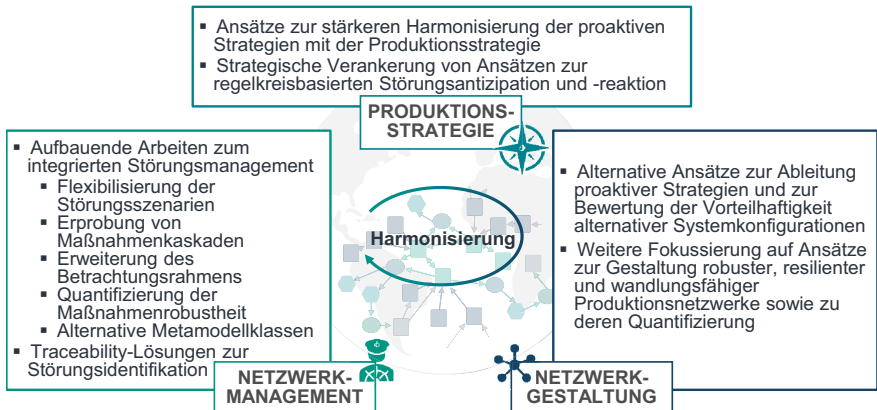 ▪ Ansätze zur stärkeren Harmonisierung der proaktiven
Strategien mit der Produktionsstrategie
▪ Strategische Verankerung von Ansätzen zur
regelkreisbasierten Störungsantizipation und -reaktion
PRODUKTIONS-
STRATEGIE
▪ Aufbauende Arbeiten zum
integrierten Störungsmanagement
▪ Flexibilisierung der
Störungsszenarien
▪ Erprobung von
Maßnahmenkaskaden
▪ Erweiterung des
Betrachtungsrahmens
▪ Quantifizierung der
Maßnahmenrobustheit
▪ Alternative Metamodellklassen
▪ Traceability-Lösungen zur
Störungsidentifikation
NETZWERK-
MANAGEMENT
Harmonisierung
▪ Alternative Ansätze zur Ableitung
proaktiver Strategien und zur
Bewertung der Vorteilhaftigkeit
alternativer Systemkonfigurationen
▪ Weitere Fokussierung auf Ansätze
zur Gestaltung robuster, resilienter
und wandlungsfähiger
Produktionsnetzwerke sowie zu
deren Quantifizierung
NETZWERK-
GESTALTUNG